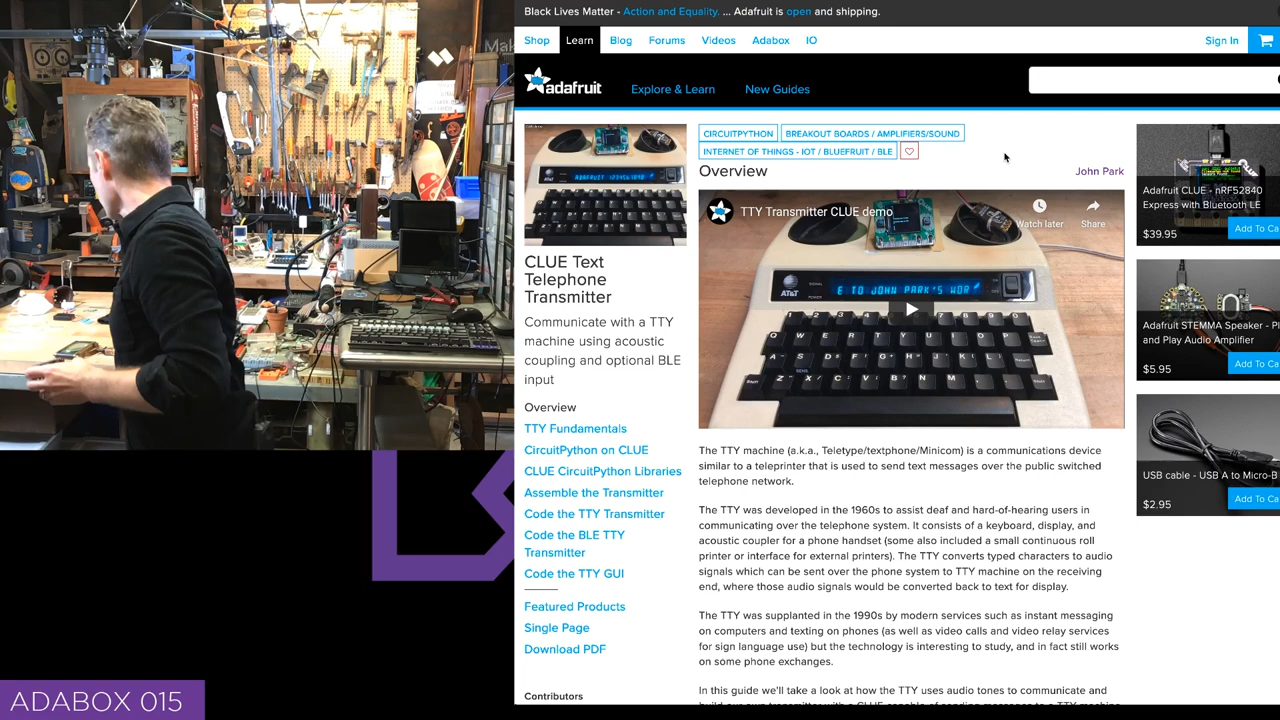 Black Lives Matter - Action and Equality. ... Adafruit is open and shipping.
Shop Learn Blog Forums Videos Adabox IO Sign In
adafruit Explore & Learn New Guides
CIRCUITPYTHON BREAKOUT BOARDS / AMPLIFIERS/SOUND
INTERNET OF THINGS - IOT / BLUEFRUIT / BLE
Overview John Park
TTY Transmitter CLUE demo
Watch later Share
AT&T
E TO JOHN PARK'S WOR
CLUE Text
Telephone
Transmitter
Communicate with a TTY
machine using acoustic
coupling and optional BLE
input
Overview
TTY Fundamentals
CircuitPython on CLUE
CLUE CircuitPython Libraries
Assemble the Transmitter
Code the TTY Transmitter
Code the BLE TTY
Transmitter
Code the TTY GUI
Featured Products
Single Page
Download PDF
Contributors
The TTY machine (a.k.a., Teletype/textphone/Minicom) is a communications device
similar to a teleprinter that is used to send text messages over the public switched
telephone network.
The TTY was developed in the 1960s to assist deaf and hard-of-hearing users in
communicating over the telephone system. It consists of a keyboard, display, and
acoustic coupler for a phone handset (some also included a small continuous roll
printer or interface for external printers). The TTY converts typed characters to audio
signals which can be sent over the phone system to TTY machine on the receiving
end, where those audio signals would be converted back to text for display.
The TTY was supplanted in the 1990s by modern services such as instant messaging
on computers and texting on phones (as well as video calls and video relay services
for sign language use) but the technology is interesting to study, and in fact still works
on some phone exchanges.
In this guide we'll take a look at how the TTY uses audio tones to communicate and
Adafruit CLUE - nRF52840
Express with Bluetooth LE
$39.95 Add To Ca
Adafruit STEMMA Speaker - Pl
and Play Audio Amplifier
$5.95 Add To Ca
USB cable - USB A to Micro-B
$2.95 Add To Ca
ADABOX 015